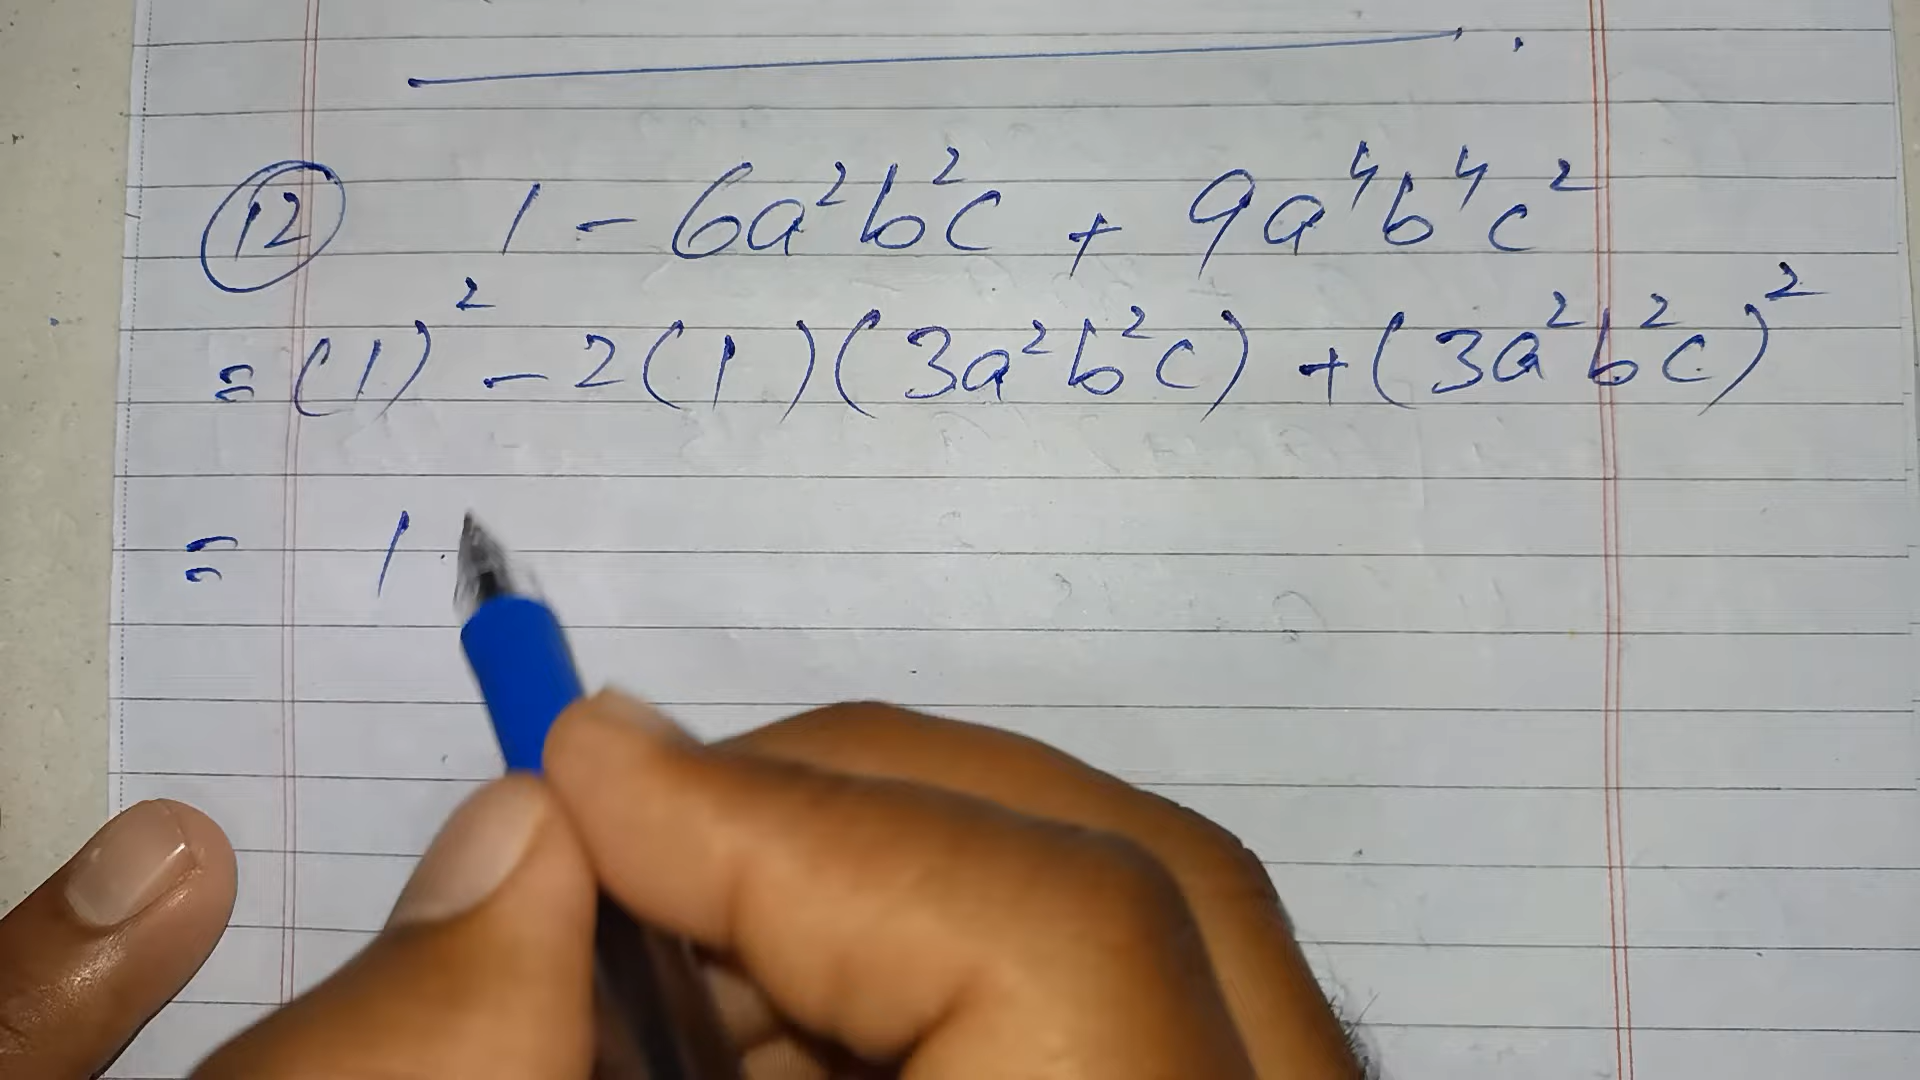 12 1 - 6a²b²c + 9a⁴b⁴c²
= (1)² - 2(1)(3a²b²c) + (3a²b²c)²
= 1